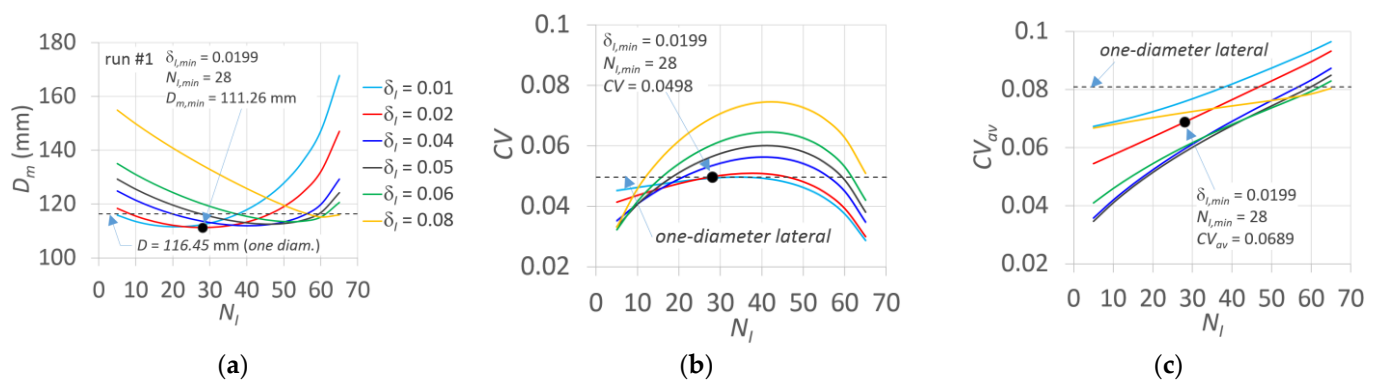 180
160
140
120
100
D_m (mm)
run #1
δ_l,min = 0.0199
N_l,min = 28
D_m,min = 111.26 mm
D = 116.45 mm (one diam.)
0 10 20 30 40 50 60 70
N_l
δ_l = 0.01
δ_l = 0.02
δ_l = 0.04
δ_l = 0.05
δ_l = 0.06
δ_l = 0.08
(a)
0.1
0.08
0.06
0.04
0.02
CV
δ_l,min = 0.0199
N_l,min = 28
CV = 0.0498
one-diameter lateral
0 10 20 30 40 50 60 70
N_l
(b)
0.1
0.08
0.06
0.04
0.02
CV_av
one-diameter lateral
δ_l,min = 0.0199
N_l,min = 28
CV_av = 0.0689
0 10 20 30 40 50 60 70
N_l
(c)